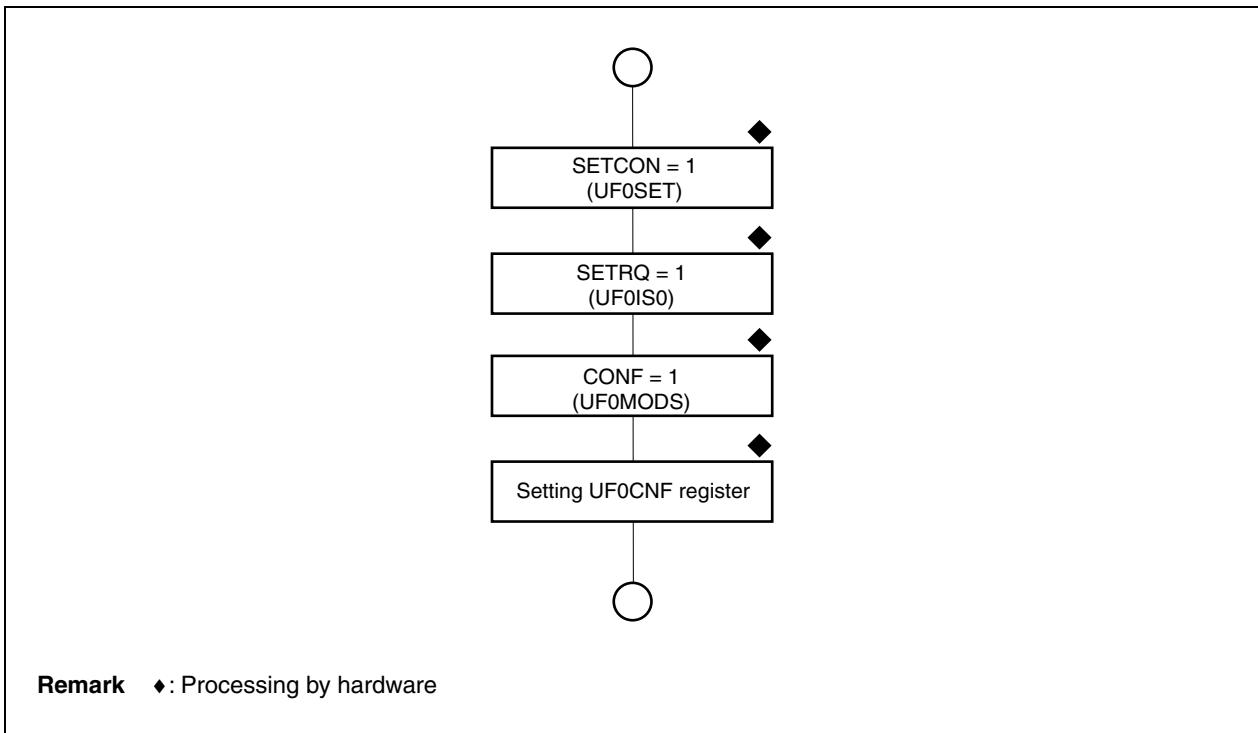 SETCON = 1
(UF0SET)
SETRQ = 1
(UF0IS0)
CONF = 1
(UF0MODS)
Setting UF0CNF register
Remark ♦: Processing by hardware